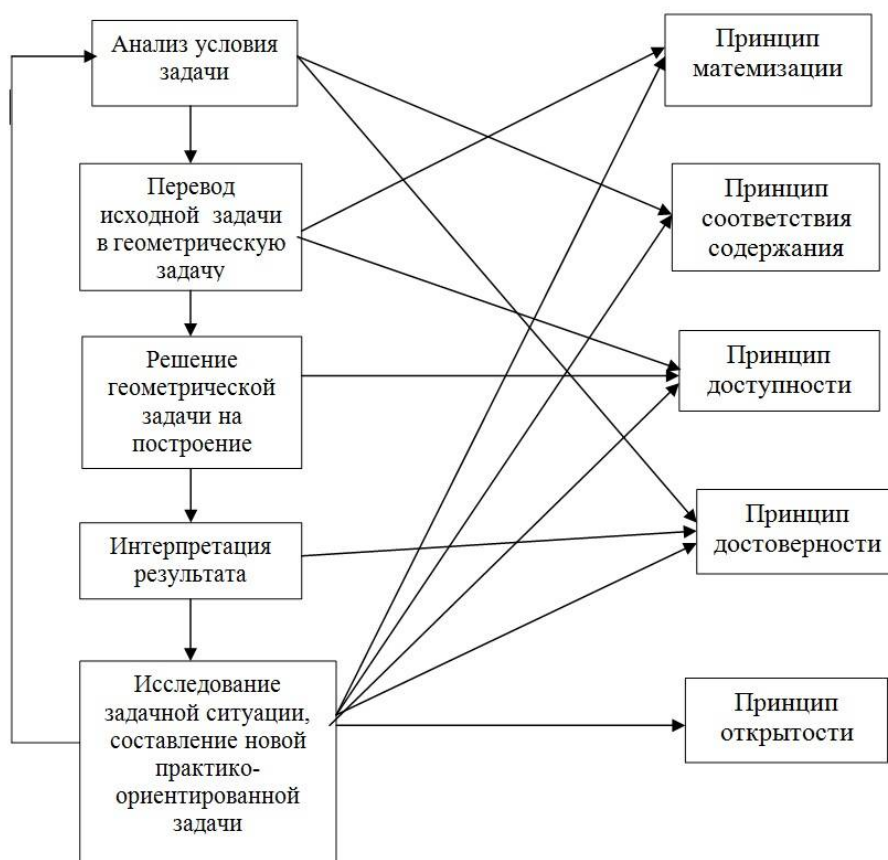 Анализ условия
задачи
Перевод
исходной задачи
в геометрическую
задачу
Решение
геометрической
задачи на
построение
Интерпретация
результата
Исследование
задачной ситуации,
составление новой
практико-
ориентированной
задачи
Принцип
матемизации
Принцип
соответствия
содержания
Принцип
доступности
Принцип
достоверности
Принцип
открытости